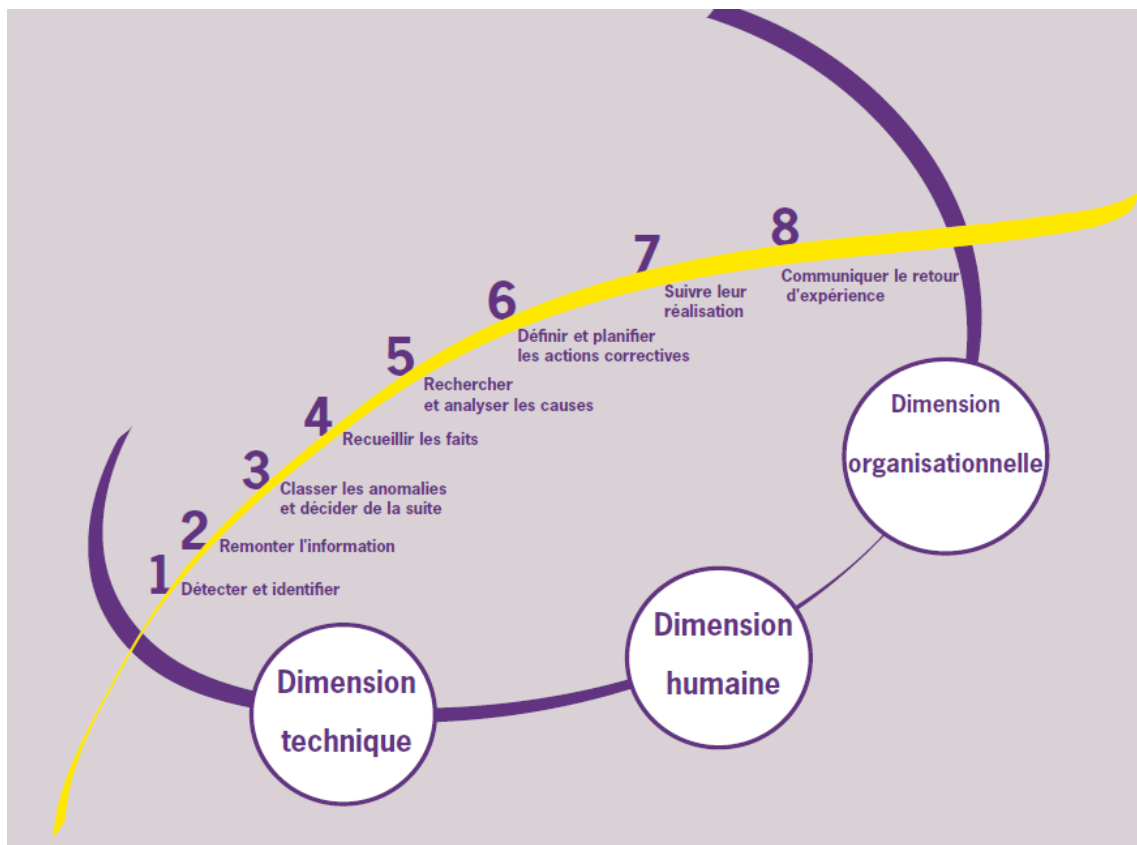 1
Détecter et identifier
2
Remonter l'information
3
Classer les anomalies
et décider de la suite
4
Recueillir les faits
5
Rechercher
et analyser les causes
6
Définir et planifier
les actions correctives
7
Suivre leur
réalisation
8
Communiquer le retour
d'expérience
Dimension
technique
Dimension
humaine
Dimension
organisationnelle